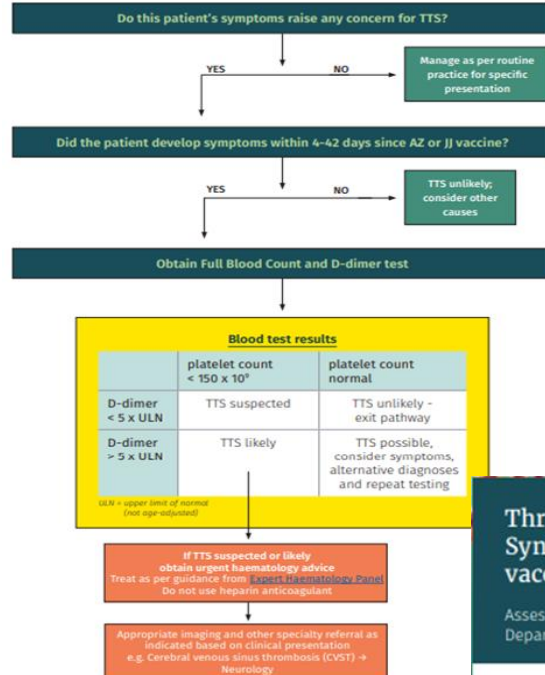 Do this patient's symptoms raise any concern for TTS?
YES
NO
Manage as per routine
practice for specific
presentation
Did the patient develop symptoms within 4-42 days since AZ or JJ vaccine?
YES
NO
TTS unlikely;
consider other
causes
Obtain Full Blood Count and D-dimer test
Blood test results
platelet count
< 150 x 10⁹
platelet count
normal
D-dimer
< 5 x ULN
TTS suspected
TTS unlikely -
exit pathway
D-dimer
> 5 x ULN
TTS likely
TTS possible,
consider symptoms,
alternative diagnoses
and repeat testing
ULN = upper limit of normal
(not age-adjusted)
If TTS suspected or likely
obtain urgent haematology advice
Treat as per guidance from Expert Haematology Panel
Do not use heparin anticoagulant
Appropriate imaging and other specialty referral as
indicated based on clinical presentation
e.g. Cerebral venous sinus thrombosis (CVST) →
Neurology
Thr
Syn
vacc
Asses
Depar